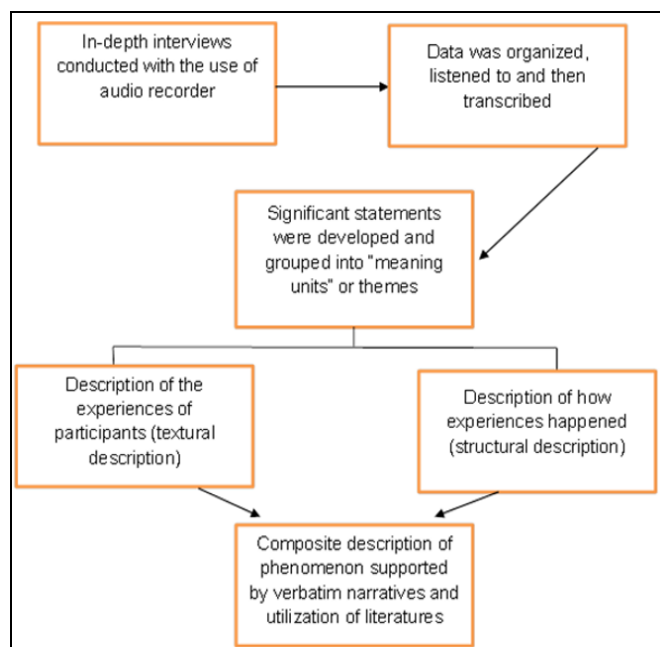 In-depth interviews
conducted with the use of
audio recorder
Data was organized,
listened to and then
transcribed
Significant statements
were developed and
grouped into "meaning
units" or themes
Description of the
experiences of
participants (textural
description)
Description of how
experiences happened
(structural description)
Composite description of
phenomenon supported
by verbatim narratives and
utilization of literatures